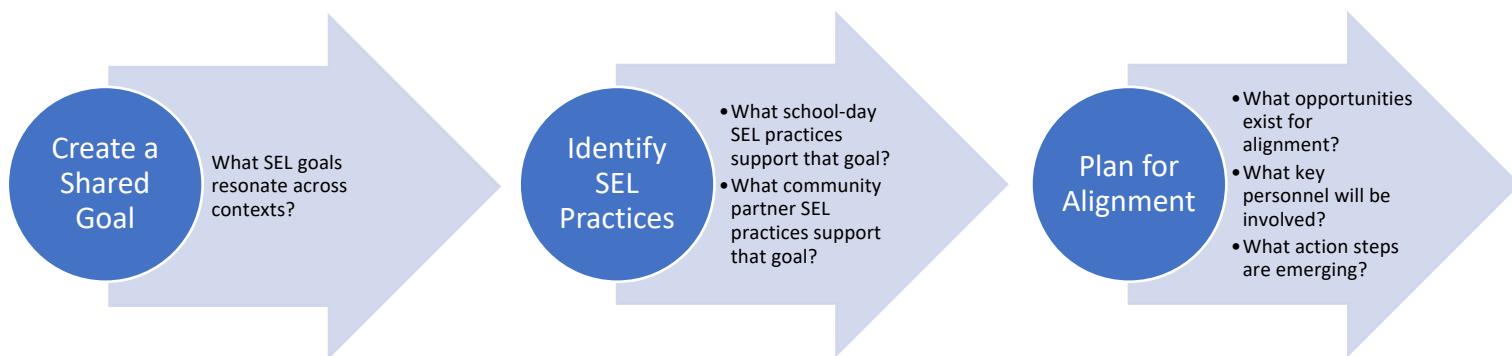 Create a
Shared
Goal
What SEL goals
resonate across
contexts?
Identify
SEL
Practices
•What school-day
SEL practices
support that goal?
•What community
partner SEL
practices support
that goal?
Plan for
Alignment
•What opportunities
exist for
alignment?
•What key
personnel will be
involved?
•What action steps
are emerging?